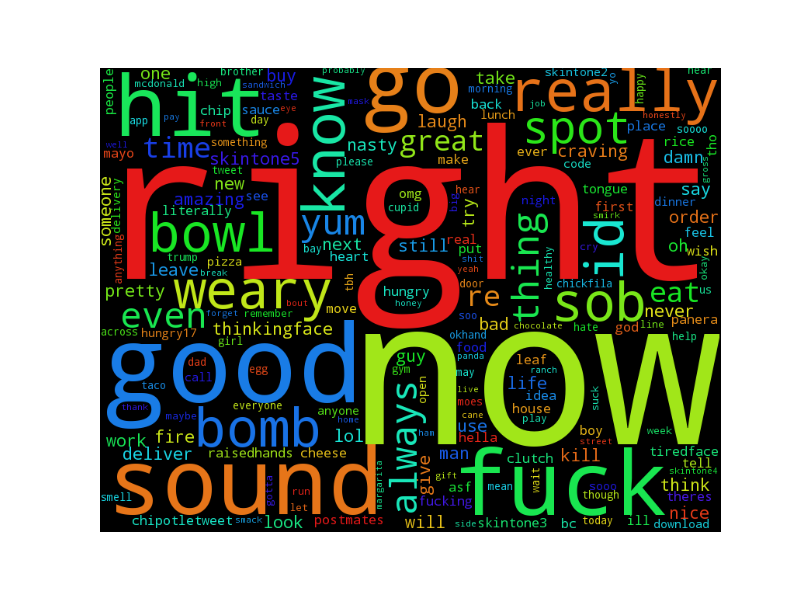 people
mcdonald
brother
probably
hear
one
high
sandwich
buy
hit
know
go
take
skintone2
yo
happy
really
morning
app
pay
chip
sauce
eye
taste
mask
back
lunch
job
honestly
well
front
day
laugh
great
spot
place
soooo
mayo
time
something
nasty
ever
craving
rice
tho
skintone5
tweet
please
make
code
damn
gross
right
someone
delivery
new
omg
hear
tongue
say
amazing
see
cupid
big
try
night
first
dinner
literally
smirk
order
bowl
yum
thing
id
feel
anything
trump
bay
next
still
real
put
cry
oh
wish
pizza
heart
shit
healthy
okay
leave
break
tbh
yeah
door
chickfila
us
pretty
weary
hungry
re
sob
eat
bout
honey
never
even
forget
remember
move
soo
thinkingface
bad
chocolate
hate
god
line
panera
across
hungry17
girl
okhand
help
good
now
food
dad
egg
guy
panda
leaf
ranch
taco
call
gym
may
life
idea
suck
thank
everyone
open
live
house
play
maybe
bomb
anyone
home
always
moes
cane
use
boy
street
week
work
fire
lol
ham
hella
deliver
raisedhands
cheese
man
clutch
kill
tiredface
tell
smell
sound
gotta
run
let
margarita
give
gift
asf
mean
wait
fuck
sooo
though
skintone4
think
theres
fucking
nice
chipotletweet
smack
look
postmates
will
side
skintone3
bc
today
ill
download